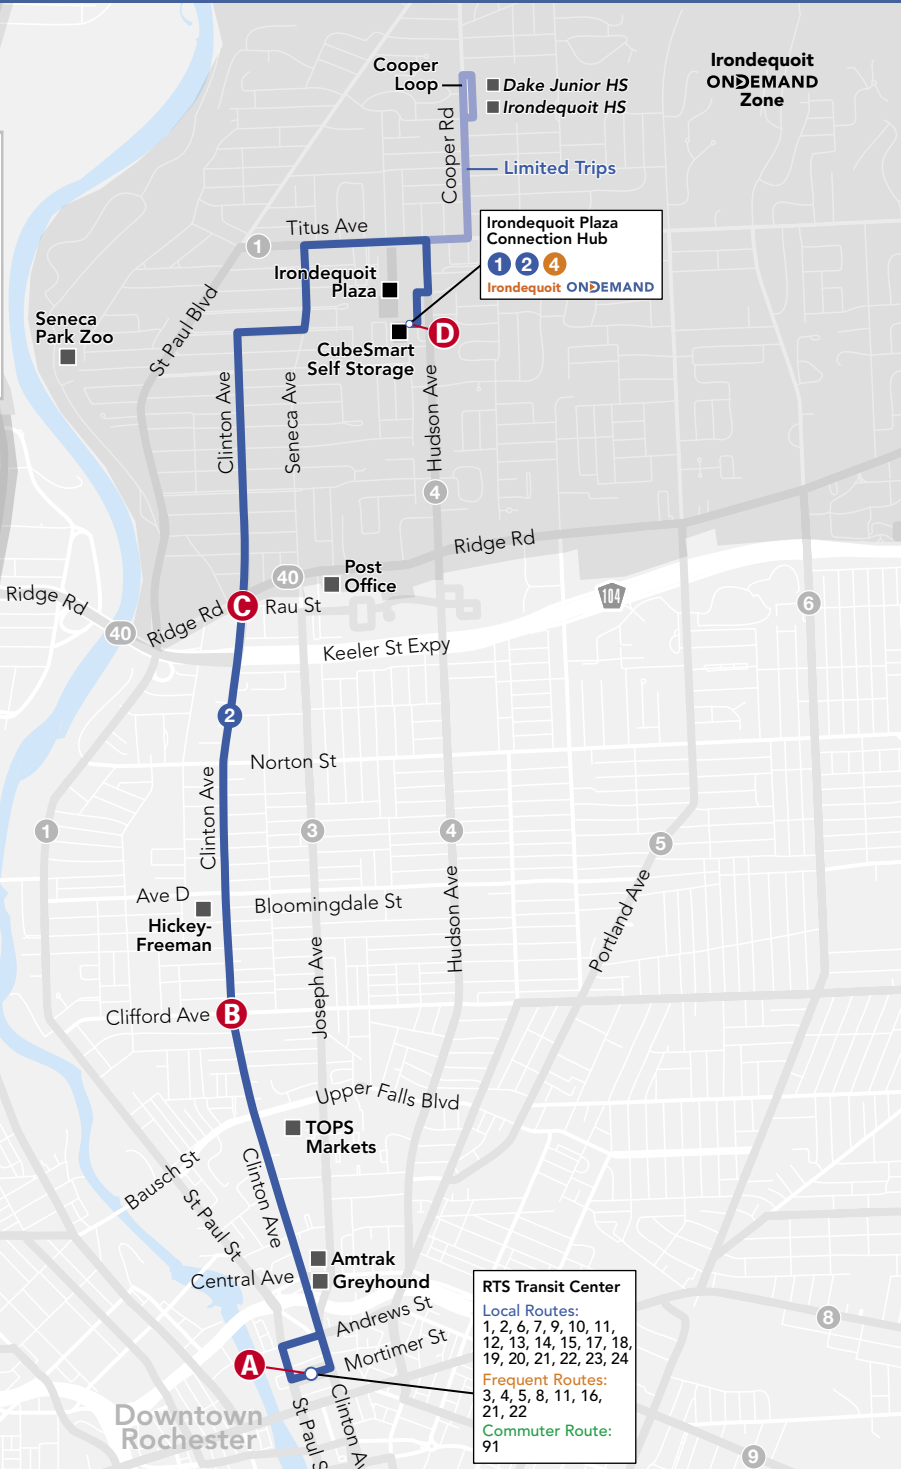 Cooper
Loop
Dake Junior HS
Irondequoit HS
Irondequoit
ONDEMAND
Zone
Cooper Rd
Limited Trips
Titus Ave
1
Irondequoit Plaza
Connection Hub
1 2 4
Irondequoit ONDEMAND
Irondequoit
Plaza
St Paul Blvd
Seneca
Park Zoo
D
CubeSmart
Self Storage
Clinton Ave
Seneca Ave
Hudson Ave
4
Ridge Rd
Post
Office
40
104
Ridge Rd
40
Ridge Rd
C
Rau St
6
Keeler St Expy
2
Norton St
Clinton Ave
1
3
4
5
Ave D
Hickey-
Freeman
Bloomingdale St
Hudson Ave
Portland Ave
Joseph Ave
Clifford Ave
B
Upper Falls Blvd
TOPS
Markets
Bausch St
St Paul St
Clinton Ave
Amtrak
Central Ave
Greyhound
Andrews St
Mortimer St
A
RTS Transit Center
Local Routes:
1, 2, 6, 7, 9, 10, 11,
12, 13, 14, 15, 17, 18,
19, 20, 21, 22, 23, 24
Frequent Routes:
3, 4, 5, 8, 11, 16,
21, 22
Commuter Route:
91
8
Downtown
Rochester
St Paul S
Clinton Av
9